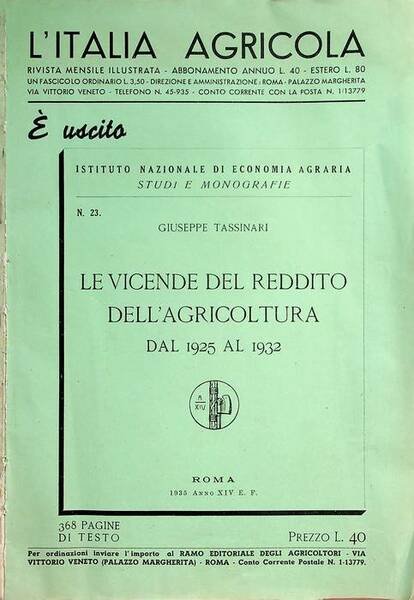 L'ITALIA AGRICOLA
RIVISTA MENSILE ILLUSTRATA - ABBONAMENTO ANNUO L. 40 - ESTERO L. 80
UN FASCICOLO ORDINARIO L. 3,50 - DIREZIONE E AMMINISTRAZIONE: ROMA - PALAZZO MARGHERITA
VIA VITTORIO VENETO - TELEFONO N. 45-935 - CONTO CORRENTE CON LA POSTA N. 1/13779
È uscito
ISTITUTO NAZIONALE DI ECONOMIA AGRARIA
STUDI E MONOGRAFIE
N. 23.
GIUSEPPE TASSINARI
LE VICENDE DEL REDDITO
DELL'AGRICOLTURA
DAL 1925 AL 1932
A
XIV
ROMA
1935 ANNO XIV E. F.
368 PAGINE
DI TESTO
PREZZO L. 40
Per ordinazioni inviare l'importo al RAMO EDITORIALE DEGLI AGRICOLTORI - VIA
VITTORIO VENETO (PALAZZO MARGHERITA) - ROMA - Conto Corrente Postale N. 1-13779.